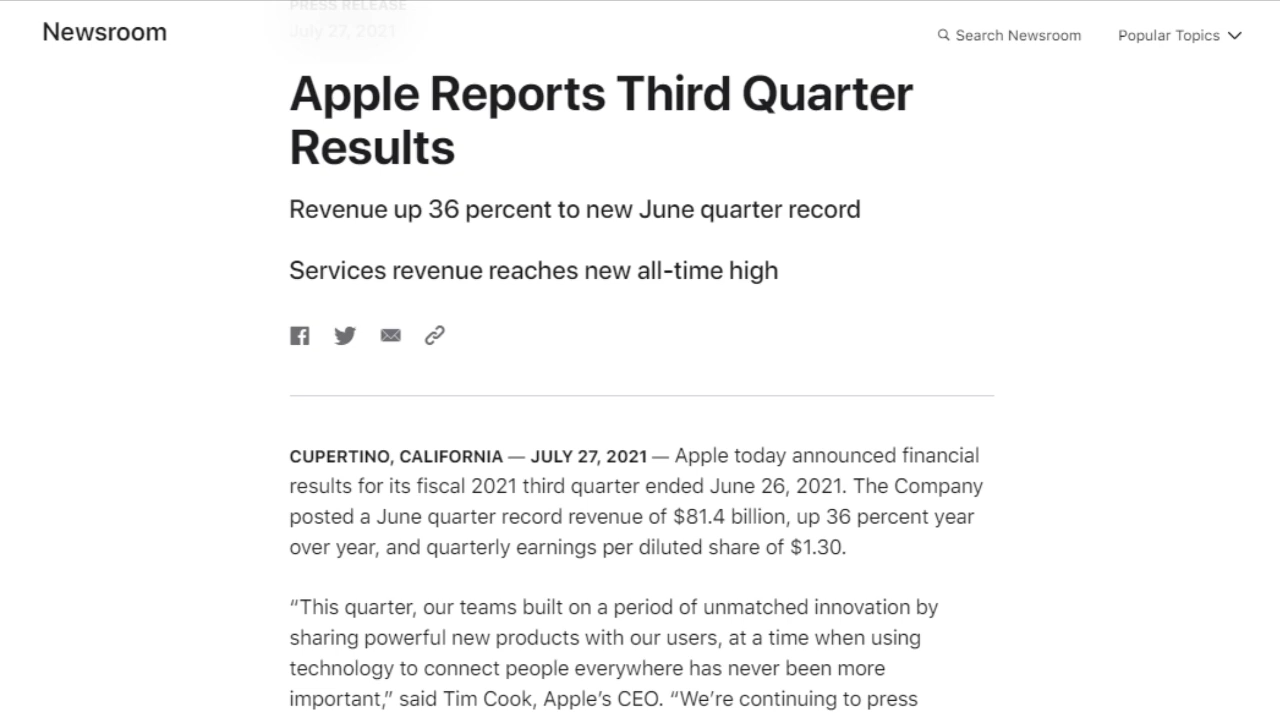 PRESS RELEASE
July 27, 2021
Newsroom
Search Newsroom
Popular Topics
Apple Reports Third Quarter
Results
Revenue up 36 percent to new June quarter record
Services revenue reaches new all-time high
CUPERTINO, CALIFORNIA — JULY 27, 2021 — Apple today announced financial
results for its fiscal 2021 third quarter ended June 26, 2021. The Company
posted a June quarter record revenue of $81.4 billion, up 36 percent year
over year, and quarterly earnings per diluted share of $1.30.
“This quarter, our teams built on a period of unmatched innovation by
sharing powerful new products with our users, at a time when using
technology to connect people everywhere has never been more
important,” said Tim Cook, Apple’s CEO. “We’re continuing to press